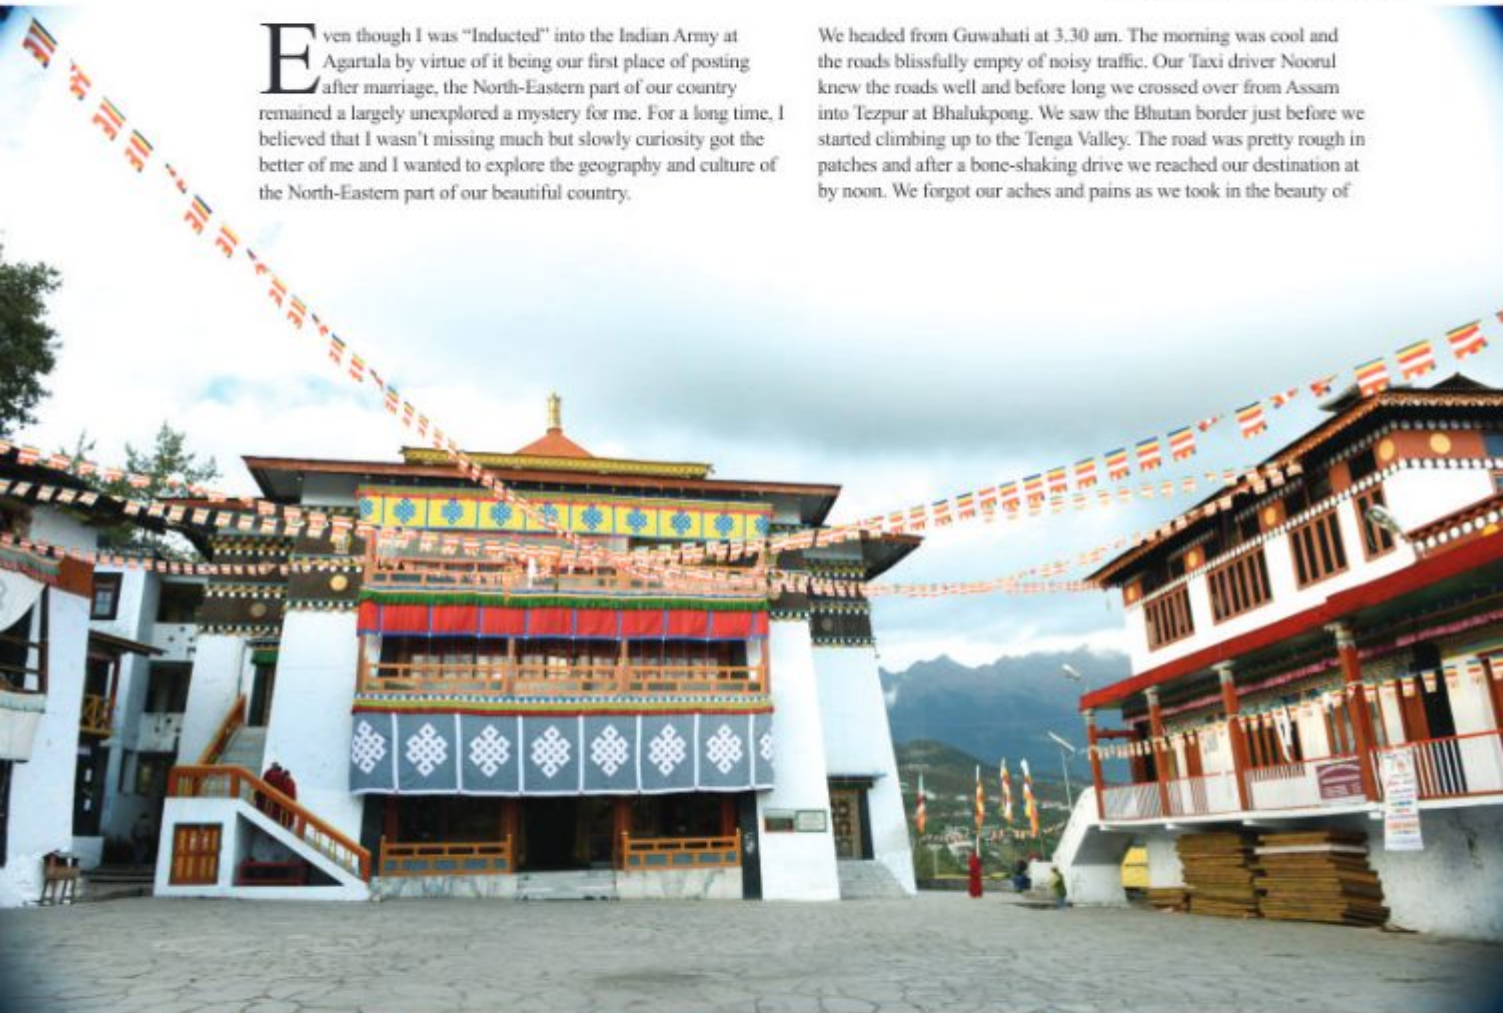 Even though I was “Inducted” into the Indian Army at
Agartala by virtue of it being our first place of posting
after marriage, the North-Eastern part of our country
remained a largely unexplored a mystery for me. For a long time, I
believed that I wasn’t missing much but slowly curiosity got the
better of me and I wanted to explore the geography and culture of
the North-Eastern part of our beautiful country.
We headed from Guwahati at 3.30 am. The morning was cool and
the roads blissfully empty of noisy traffic. Our Taxi driver Noorul
knew the roads well and before long we crossed over from Assam
into Tezpur at Bhalukpong. We saw the Bhutan border just before we
started climbing up to the Tenga Valley. The road was pretty rough in
patches and after a bone-shaking drive we reached our destination at
by noon. We forgot our aches and pains as we took in the beauty of